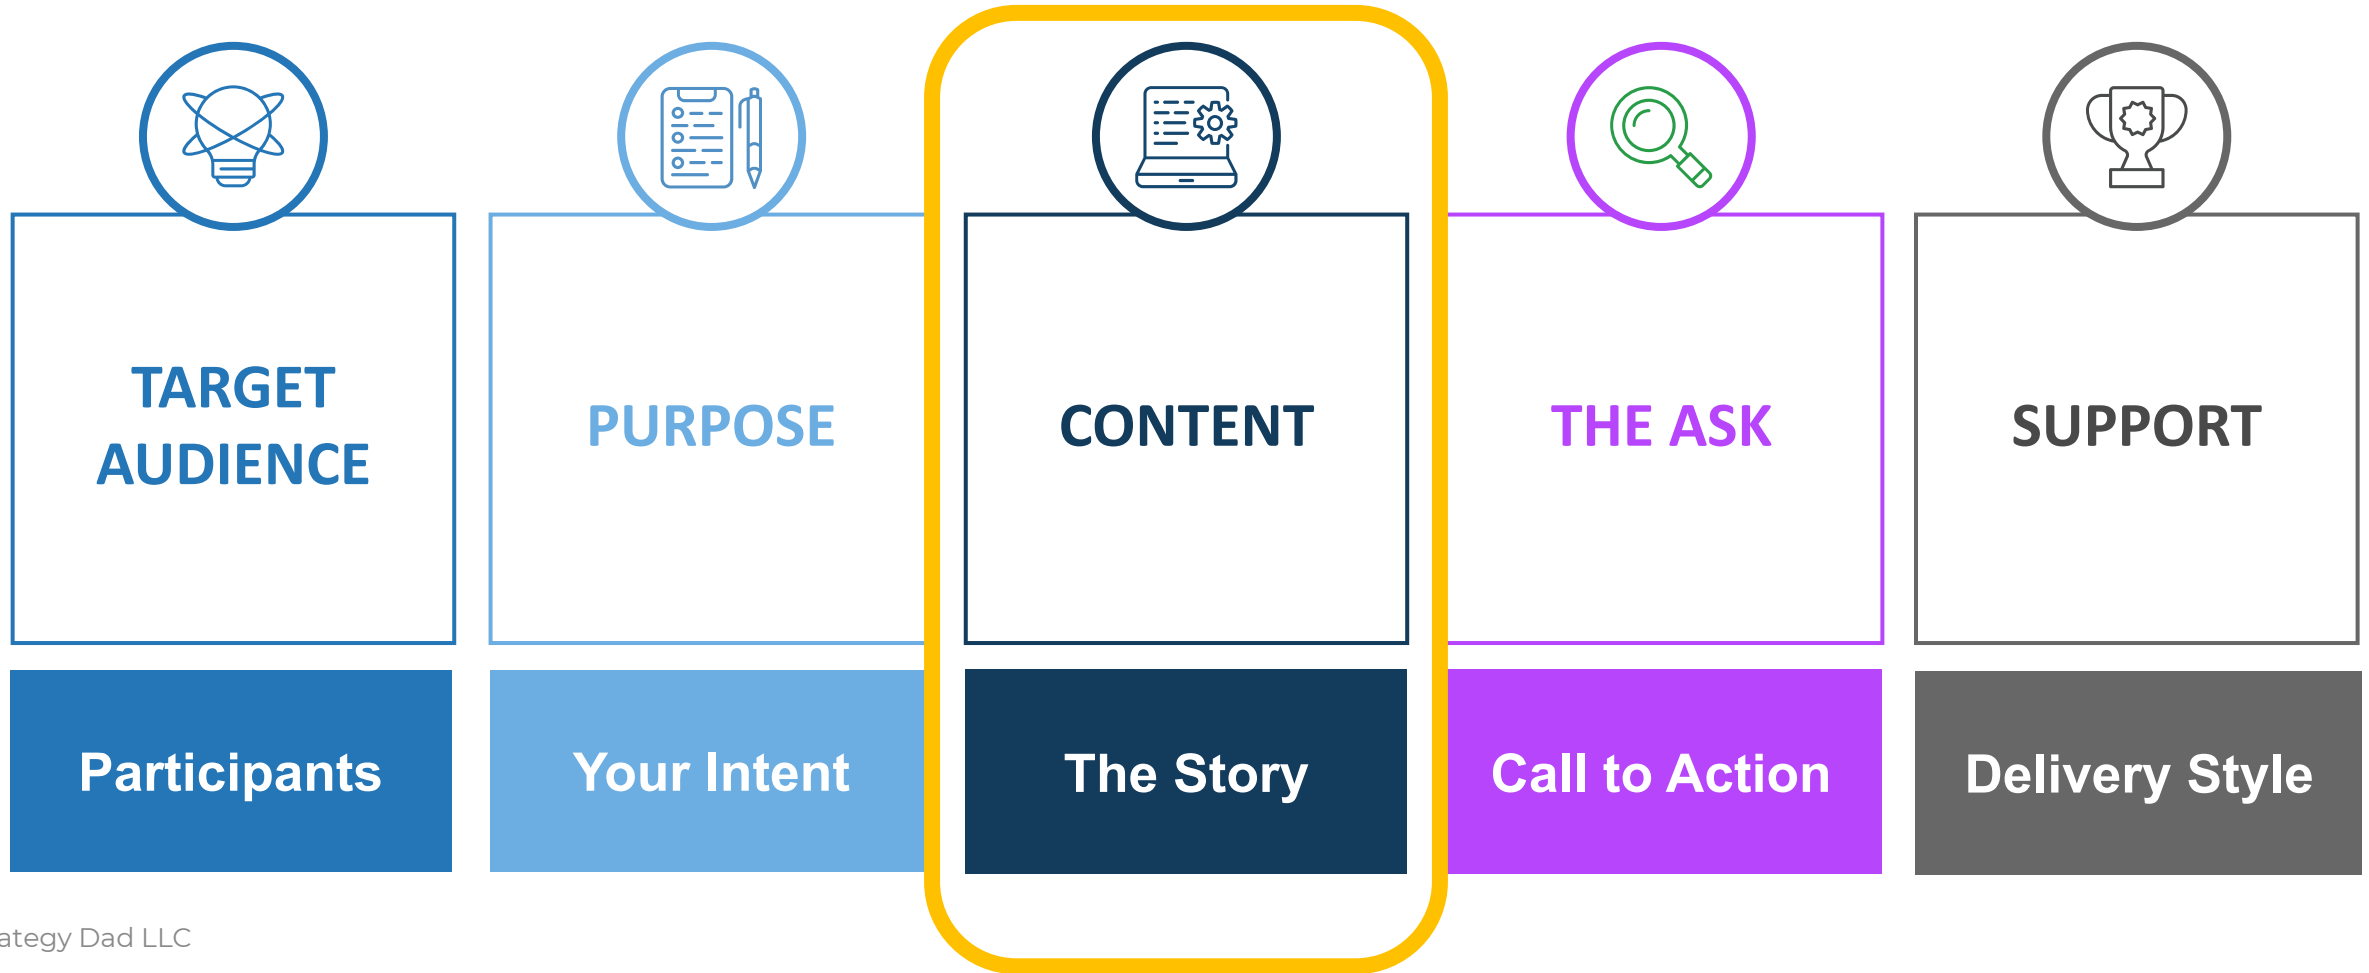 TARGET
AUDIENCE
PURPOSE
CONTENT
THE ASK
SUPPORT
Participants
Your Intent
The Story
Call to Action
Delivery Style
ategy Dad LLC